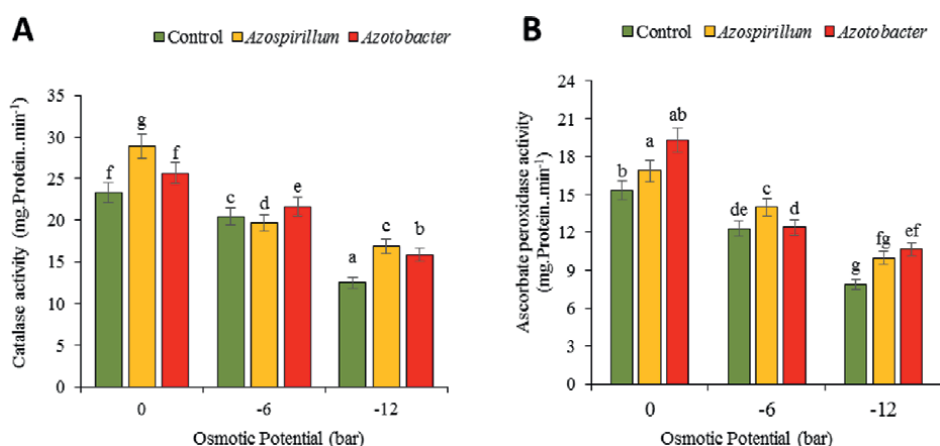 A
Control Azospirillum Azotobacter
Catalase activity (mg.Protein..min-1)
35
30
25
20
15
10
5
0
f g f
c d e
a c b
0 -6 -12
Osmotic Potential (bar)
B
Control Azospirillum Azotobacter
Ascorbate peroxidase activity
(mg.Protein.min-1)
24
21
18
15
12
9
6
3
0
b a ab
de c d
g fg ef
0 -6 -12
Osmotic Potential (bar)